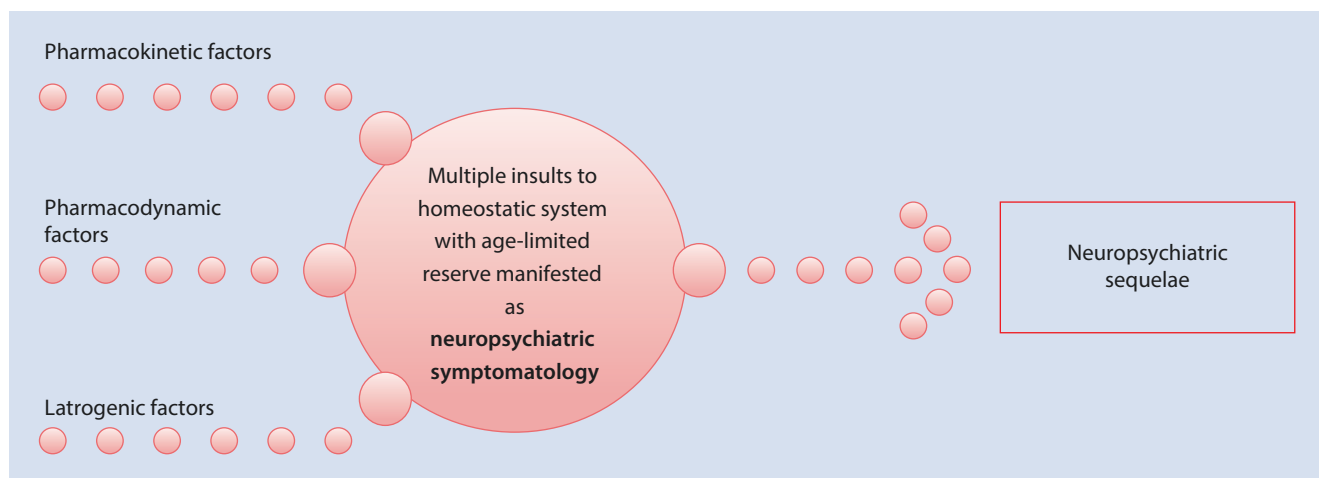 Pharmacokinetic factors
Pharmacodynamic
factors
Latrogenic factors
Multiple insults to
homeostatic system
with age-limited
reserve manifested
as
neuropsychiatric
symptomatology
Neuropsychiatric
sequelae